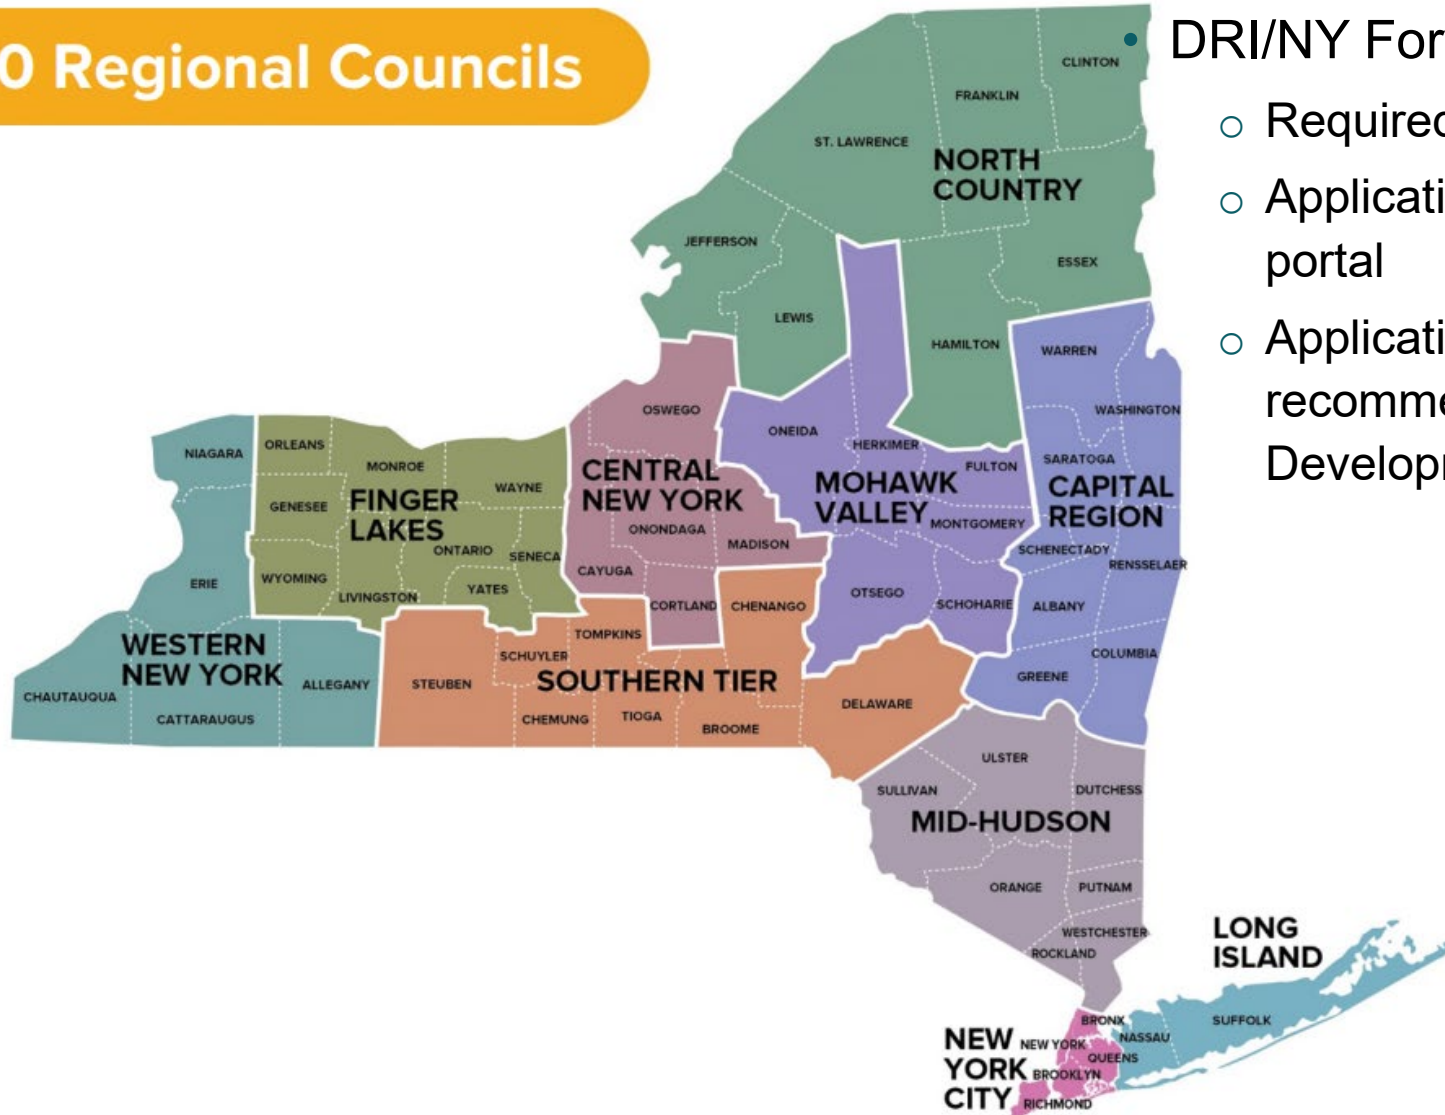 0 Regional Councils
DRI/NY For
Required
Applicati
portal
Applicati
recomme
Develop
CLINTON
FRANKLIN
ST. LAWRENCE
NORTH
COUNTRY
JEFFERSON
ESSEX
LEWIS
HAMILTON
WARREN
OSWEGO
WASHINGTON
ONEIDA
HERKIMER
NIAGARA
ORLEANS
MONROE
FULTON
SARATOGA
CENTRAL
NEW YORK
MOHAWK
VALLEY
CAPITAL
REGION
WAYNE
GENESEE
FINGER
LAKES
MONTGOMERY
ONONDAGA
MADISON
ONTARIO
SENECA
SCHENECTADY
RENSSELAER
ERIE
WYOMING
LIVINGSTON
YATES
CAYUGA
CORTLAND
CHENANGO
OTSEGO
SCHOHARIE
ALBANY
TOMPKINS
WESTERN
NEW YORK
SCHUYLER
COLUMBIA
CHAUTAUQUA
ALLEGANY
STEUBEN
SOUTHERN TIER
GREENE
CATTARAUGUS
CHEMUNG
TIOGA
BROOME
DELAWARE
ULSTER
SULLIVAN
DUTCHESS
MID-HUDSON
ORANGE
PUTNAM
WESTCHESTER
ROCKLAND
LONG
ISLAND
BRONX
SUFFOLK
NASSAU
NEW
YORK
CITY
NEW YORK
QUEENS
BROOKLYN
RICHMOND